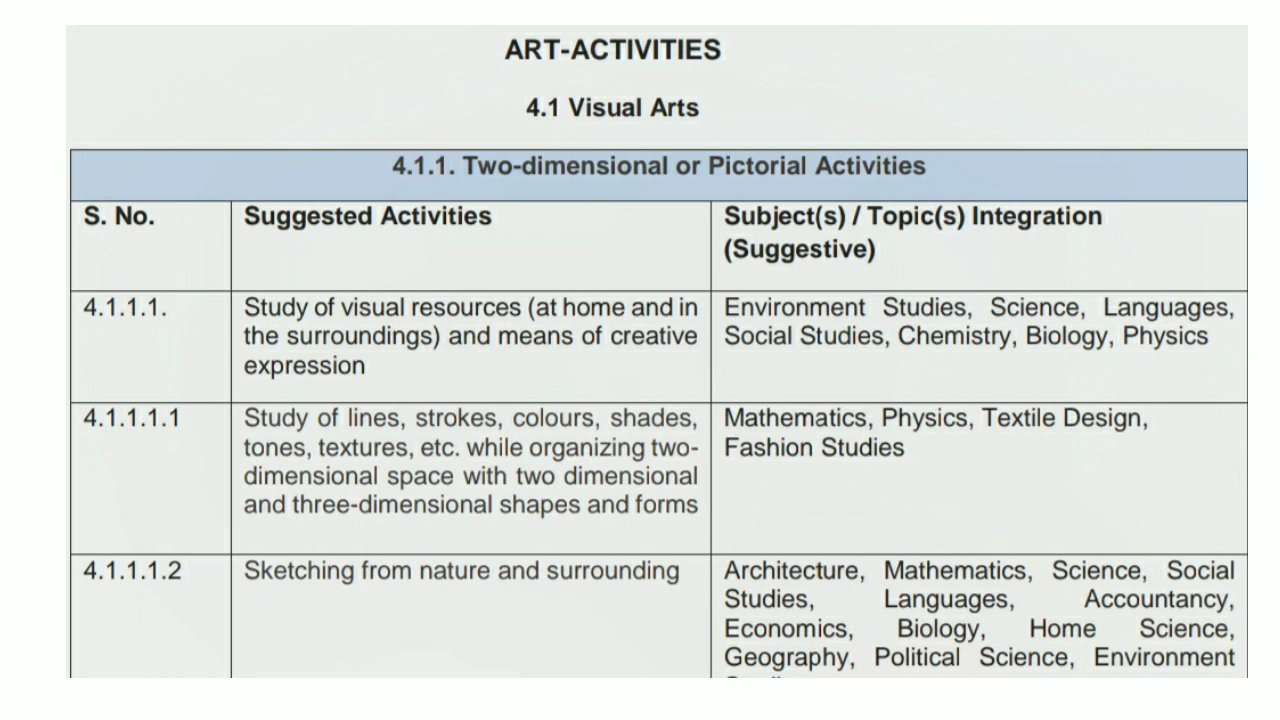 ART-ACTIVITIES
4.1 Visual Arts
4.1.1. Two-dimensional or Pictorial Activities
S. No.
Suggested Activities
Subject(s) / Topic(s) Integration
(Suggestive)
4.1.1.1.
Study of visual resources (at home and in
the surroundings) and means of creative
expression
Environment Studies, Science, Languages,
Social Studies, Chemistry, Biology, Physics
4.1.1.1.1
Study of lines, strokes, colours, shades,
tones, textures, etc. while organizing two-
dimensional space with two dimensional
and three-dimensional shapes and forms
Mathematics, Physics, Textile Design,
Fashion Studies
4.1.1.1.2
Sketching from nature and surrounding
Architecture, Mathematics, Science, Social
Studies, Languages, Accountancy,
Economics, Biology, Home Science,
Geography, Political Science, Environment